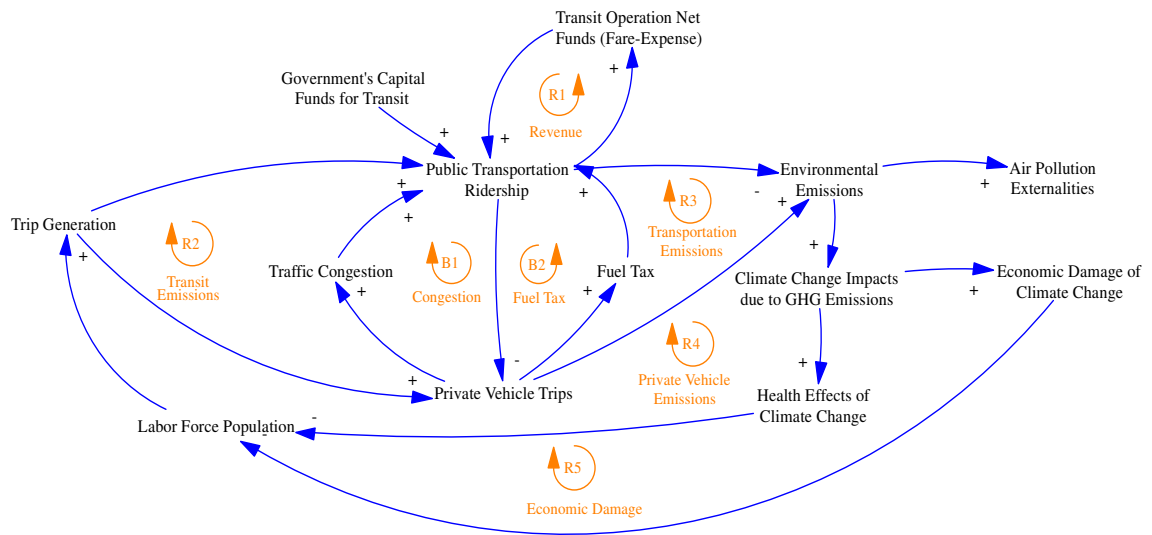 Transit Operation Net
Funds (Fare-Expense)
+
Government's Capital
Funds for Transit
R1
Revenue
+
+
Public Transportation
Ridership
+
+
+
Environmental
Emissions
-
+
Air Pollution
Externalities
+
Trip Generation
+
R2
Transit
Emissions
R3
Transportation
Emissions
Traffic Congestion
+
B1
Congestion
B2
Fuel Tax
Fuel Tax
+
+
Climate Change Impacts
due to GHG Emissions
Economic Damage of
Climate Change
+
R4
Private Vehicle
Emissions
-
+
Private Vehicle Trips
+
Health Effects of
Climate Change
Labor Force Population
-
-
R5
Economic Damage